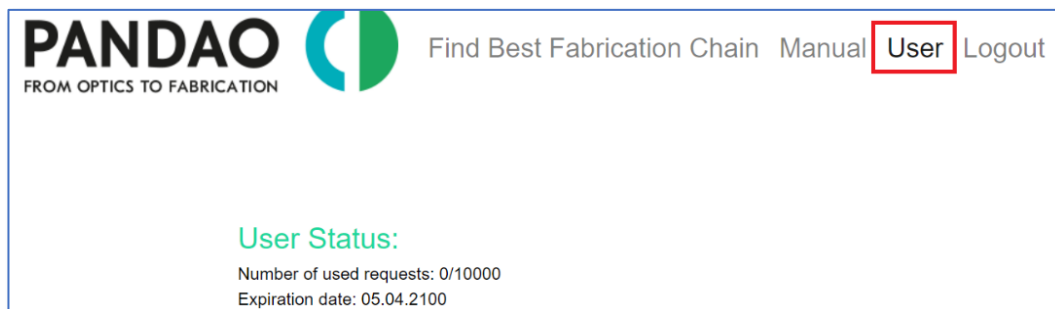 PANDAO
FROM OPTICS TO FABRICATION
Find Best Fabrication Chain Manual User Logout
User Status:
Number of used requests: 0/10000
Expiration date: 05.04.2100